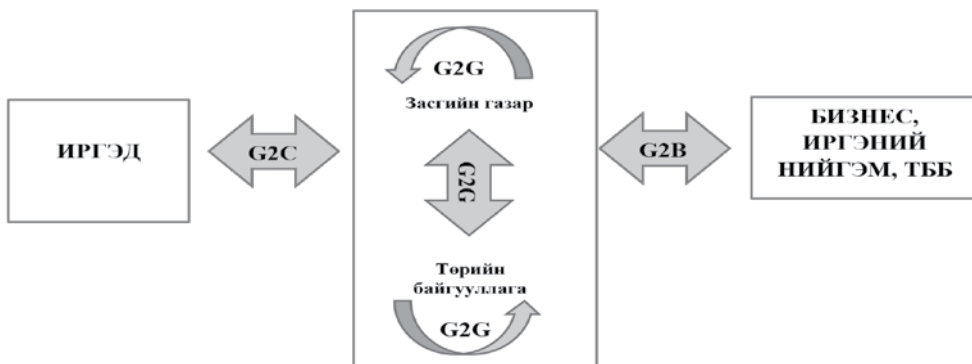 ИРГЭД
G2C
G2G
Засгийн газар
G2G
Төрийн
байгууллага
G2G
G2B
БИЗНЕС,
ИРГЭНИЙ
НИЙГЭМ, ТББ